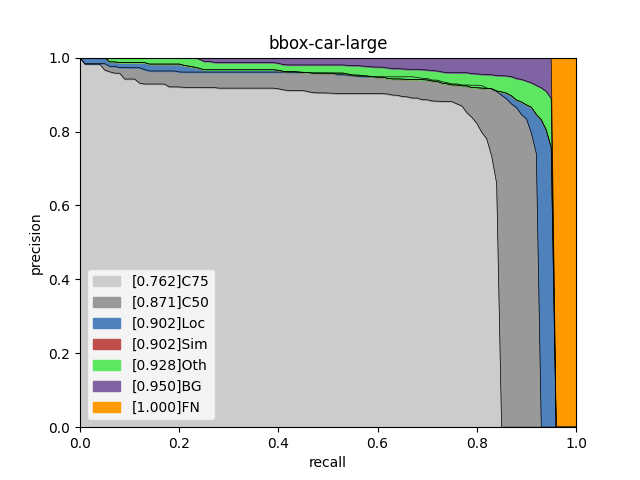 bbox-car-large
precision
1.0
0.8
0.6
0.4
0.2
0.0
[0.762]C75
[0.871]C50
[0.902]Loc
[0.902]Sim
[0.928]Oth
[0.950]BG
[1.000]FN
0.0 0.2 0.4 0.6 0.8 1.0
recall